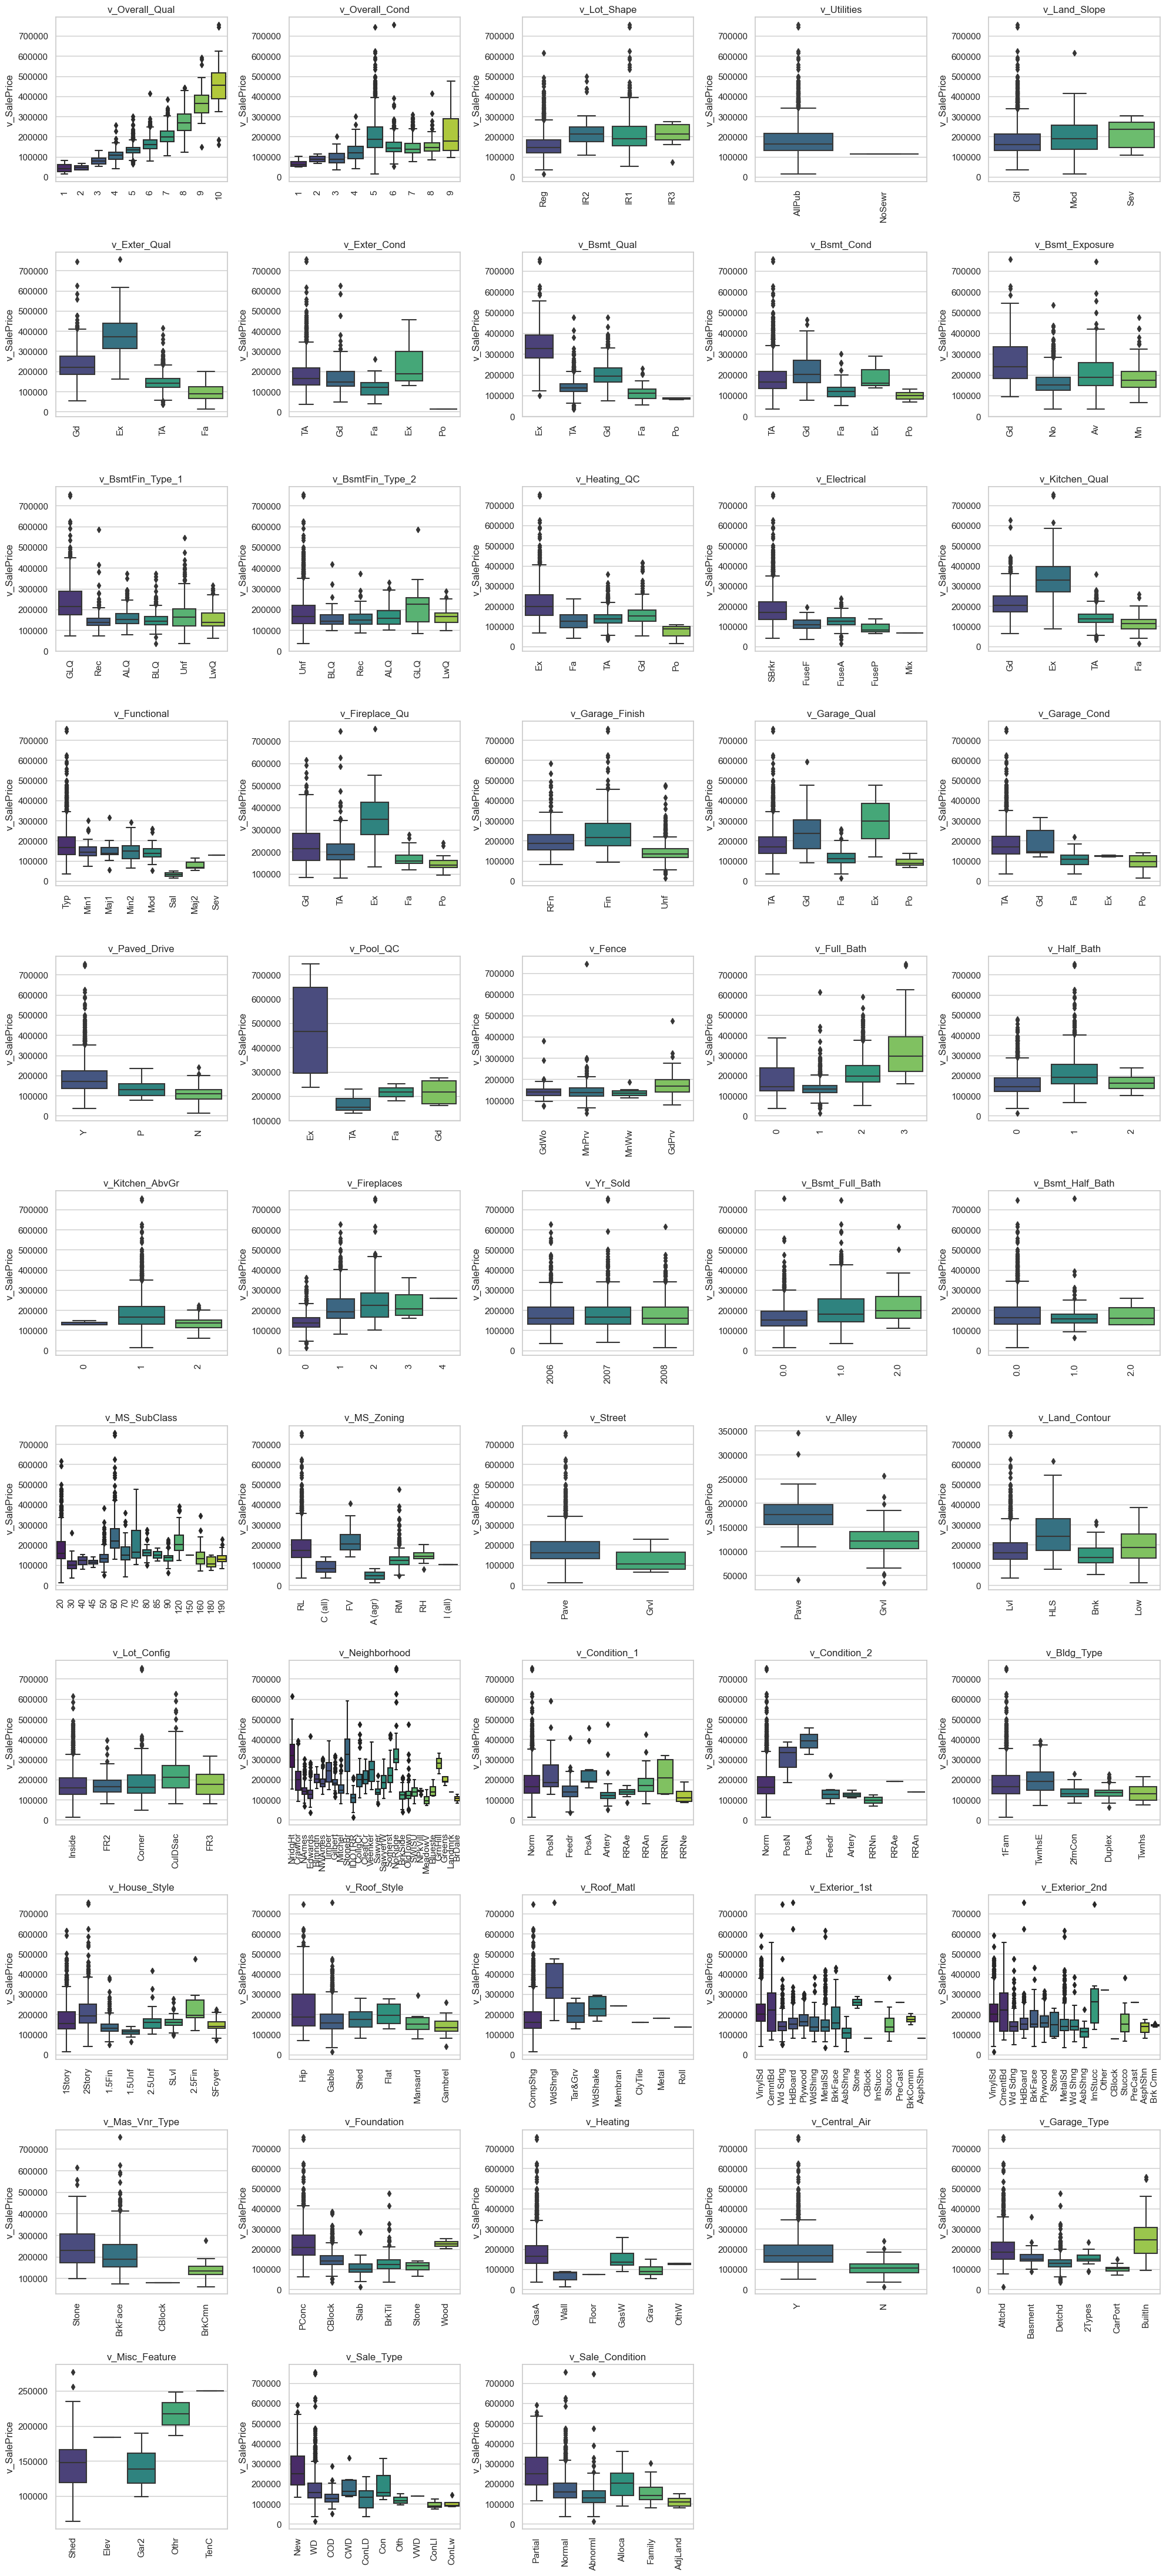 v_Overall_Qual
v_Overall_Cond
v_Lot_Shape
v_Utilities
v_Land_Slope
v_SalePrice
700000
600000
500000
400000
300000
200000
100000
0
1 2 3 4 5 6 7 8 9 10
1 2 3 4 5 6 7 8 9
Reg IR2 IR1 IR3
AllPub NoSewr
Gtl Mod Sev
v_Exter_Qual
v_Exter_Cond
v_Bsmt_Qual
v_Bsmt_Cond
v_Bsmt_Exposure
Gd Ex TA Fa
TA Gd Fa Ex Po
Ex TA Gd Fa Po
TA Gd Fa Ex Po
Gd No Av Mn
v_BsmtFin_Type_1
v_BsmtFin_Type_2
v_Heating_QC
v_Electrical
v_Kitchen_Qual
GLQ Rec ALQ BLQ Unf LwQ
Unf BLQ Rec ALQ GLQ LwQ
Ex Fa TA Gd Po
SBrkr FuseF FuseA FuseP Mix
Gd Ex TA Fa
v_Functional
v_Fireplace_Qu
v_Garage_Finish
v_Garage_Qual
v_Garage_Cond
Typ Min1 Maj1 Min2 Mod Sal Maj2 Sev
Gd TA Ex Fa Po
RFn Fin Unf
TA Gd Fa Ex Po
TA Gd Fa Ex Po
v_Paved_Drive
v_Pool_QC
v_Fence
v_Full_Bath
v_Half_Bath
Y P N
Ex TA Fa Gd
GdWo MnPrv MnWw GdPrv
0 1 2 3
0 1 2
v_Kitchen_AbvGr
v_Fireplaces
v_Yr_Sold
v_Bsmt_Full_Bath
v_Bsmt_Half_Bath
0 1 2
0 1 2 3 4
2006 2007 2008
0.0 1.0 2.0
0.0 1.0 2.0
v_MS_SubClass
v_MS_Zoning
v_Street
v_Alley
v_Land_Contour
350000
300000
250000
200000
150000
100000
50000
20 30 40 45 50 60 70 75 80 85 90 120 150 160 180 190
RL C (all) FV A (agr) RM RH I (all)
Pave Grvl
Pave Grvl
Lvl HLS Bnk Low
v_Lot_Config
v_Neighborhood
v_Condition_1
v_Condition_2
v_Bldg_Type
Inside FR2 Corner CulDSac FR3
Norm PosN Feedr PosA Artery RRAe RRAn RRNn RRNe
Norm PosN PosA Feedr Artery RRNn RRAe RRAn
1Fam TwnhsE 2fmCon Duplex Twnhs
v_House_Style
v_Roof_Style
v_Roof_Matl
v_Exterior_1st
v_Exterior_2nd
1Story 2Story 1.5Fin 1.5Unf 2.5Unf SLvl 2.5Fin SFoyer
Hip Gable Shed Flat Mansard Gambrel
CompShg WdShngl Tar&Grv WdShake Membran ClyTile Metal Roll
VinylSd CemntBd Wd Sdng HdBoard Plywood WdShing MetalSd BrkFace AsbShng Stone CBlock ImStucc Stucco PreCast BrkComm AsphShn
VinylSd CmentBd Wd Sdng HdBoard BrkFace Plywood Stone MetalSd Wd Shng AsbShng ImStucc Other CBlock Stucco PreCast AsphShn Brk Cmn
v_Mas_Vnr_Type
v_Foundation
v_Heating
v_Central_Air
v_Garage_Type
Stone BrkFace CBlock BrkCmn
PConc CBlock Slab BrkTil Stone Wood
GasA Wall Floor GasW Grav OthW
Y N
Attchd Basment Detchd 2Types CarPort BuiltIn
v_Misc_Feature
v_Sale_Type
v_Sale_Condition
250000
200000
150000
100000
Shed Elev Gar2 Othr TenC
New WD COD CWD ConLD Con Oth VWD ConLI ConLw
Partial Normal Abnorml Alloca Family AdjLand